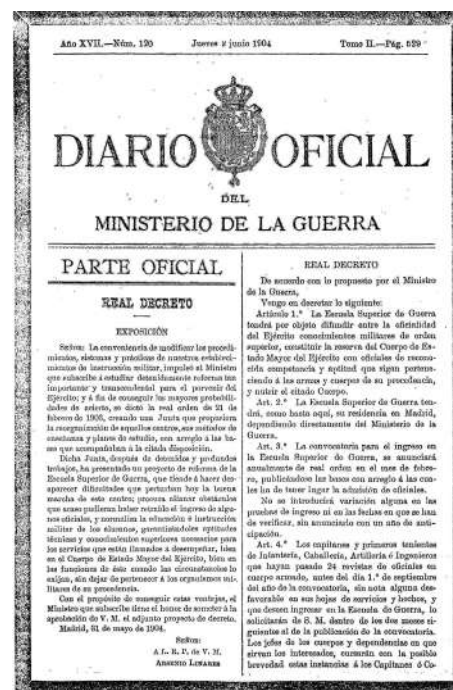 Año XVII.—Núm. 120 Jueves 2 junio 1904 Tomo II.—Pág. 529
DIARIO OFICIAL
DEL
MINISTERIO DE LA GUERRA
PARTE OFICIAL
REAL DECRETO
EXPOSICIÓN
Señor: La conveniencia de modificar los procedi-
mientos, sistemas y prácticas de nuestros estableci-
mientos de instrucción militar, impulsó al Ministro
que subscribe á estudiar detenidamente reforma tan
importante y transcendental para el porvenir del
Ejército; y á fin de conseguir las mayores probabilida-
des de acierto, se dictó la real orden de 21 de
febrero de 1903, creando una Junta que propusiera
la reorganización de aquellos centros, sus métodos de
enseñanza y planes de estudio, con arreglo á las ba-
ses que acompañaban á la citada disposición.
Dicha Junta, después de detenidos y profundos
trabajos, ha presentado un proyecto de reforma de la
Escuela Superior de Guerra, que tiende á hacer des-
aparecer dificultades que perturban hoy la buena
marcha de este centro; procura allanar obstáculos
que acaso pudieran haber retraído el ingreso de algu-
nos oficiales, y normaliza la educación é instrucción
militar de los alumnos, garantizándoles aptitudes
técnicas y conocimientos superiores necesarios para
los servicios que están llamados á desempeñar, bien
en el Cuerpo de Estado Mayor del Ejército, bien en
las funciones de éste cuando las circunstancias lo
exijan, sin dejar de pertenecer á los organismos mi-
litares de su procedencia.
Con el propósito de conseguir estas ventajas, el
Ministro que subscribe tiene el honor de someter á la
aprobación de V. M. el adjunto proyecto de decreto.
Madrid, 31 de mayo de 1904.
Señor:
A L. R. P. de V. M.
Arsenio Linares
REAL DECRETO
De acuerdo con lo propuesto por el Ministro
de la Guerra,
Vengo en decretar lo siguiente:
Artículo 1.º La Escuela Superior de Guerra
tendrá por objeto difundir entre la oficialidad
del Ejército conocimientos militares de orden
superior, constituir la reserva del Cuerpo de Es-
tado Mayor del Ejército con oficiales de recono-
cida competencia y aptitud que sigan pertene-
ciendo á las armas y cuerpos de su procedencia,
y nutrir el citado Cuerpo.
Art. 2.º La Escuela Superior de Guerra ten-
drá, como hasta aquí, su residencia en Madrid,
dependiendo directamente del Ministerio de la
Guerra.
Art. 3.º La convocatoria para el ingreso en
la Escuela Superior de Guerra, se anunciará
anualmente de real orden en el mes de febre-
ro, publicándose las bases con arreglo á las cua-
les ha de tener lugar la admisión de oficiales.
No se introducirá variación alguna en las
pruebas de ingreso ni en las fechas en que se han
de verificar, sin anunciarlo con un año de anti-
cipación.
Art. 4.º Los capitanes y primeros tenientes
de Infantería, Caballería, Artillería é Ingenieros
que hayan pasado 24 revistas de oficiales en
cuerpo armado, antes del día 1.º de septiembre
del año de la convocatoria, sin nota alguna des-
favorable en sus hojas de servicios y hechos, y
que deseen ingresar en la Escuela de Guerra, lo
solicitarán de S. M. dentro de los dos meses si-
guientes al de la publicación de la convocatoria.
Los jefes de los cuerpos y dependencias en que
sirvan los interesados, cursarán con la posible
brevedad estas instancias á los Capitanes ó Co-